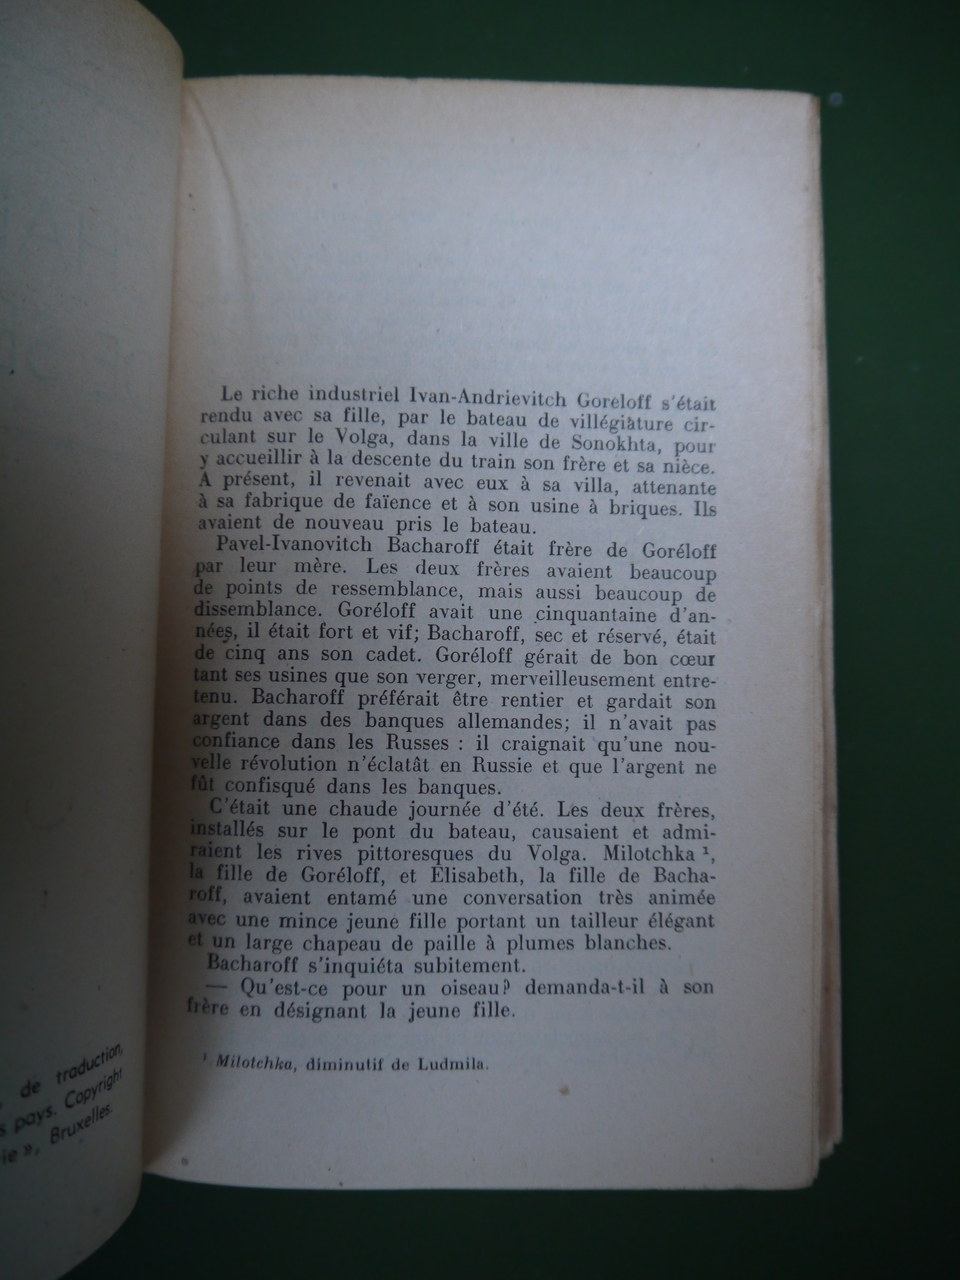 de traduction,
s pays. Copyright
ie », Bruxelles.
Le riche industriel Ivan-Andrievitch Goreloff s'était
rendu avec sa fille, par le bateau de villégiàture cir-
culant sur le Volga, dans la ville de Sonokhta, pour
y accueillir à la descente du train son frère et sa nièce.
A présent, il revenait avec eux à sa villa, attenante
à sa fabrique de faïence et à son usine à briques. Ils
avaient de nouveau pris le bateau.
Pavel-Ivanovitch Bacharoff était frère de Goréloff
par leur mère. Les deux frères avaient beaucoup
de points de ressemblance, mais aussi beaucoup de
dissemblance. Goréloff avait une cinquantaine d'an-
nées, il était fort et vif; Bacharoff, sec et réservé, était
de cinq ans son cadet. Goréloff gérait de bon cœur
tant ses usines que son verger, merveilleusement entre-
tenu. Bacharoff préférait être rentier et gardait son
argent dans des banques allemandes; il n'avait pas
confiance dans les Russes : il craignait qu'une nou-
velle révolution n'éclatât en Russie et que l'argent ne
fût confisqué dans les banques.
C'était une chaude journée d'été. Les deux frères,
installés sur le pont du bateau, causaient et admi-
raient les rives pittoresques du Volga. Milotchka ¹,
la fille de Goréloff, et Elisabeth, la fille de Bacha-
roff, avaient entamé une conversation très animée
avec une mince jeune fille portant un tailleur élégant
et un large chapeau de paille à plumes blanches.
Bacharoff s'inquiéta subitement.
— Qu'est-ce pour un oiseau? demanda-t-il à son
frère en désignant la jeune fille.
¹ Milotchka, diminutif de Ludmila.